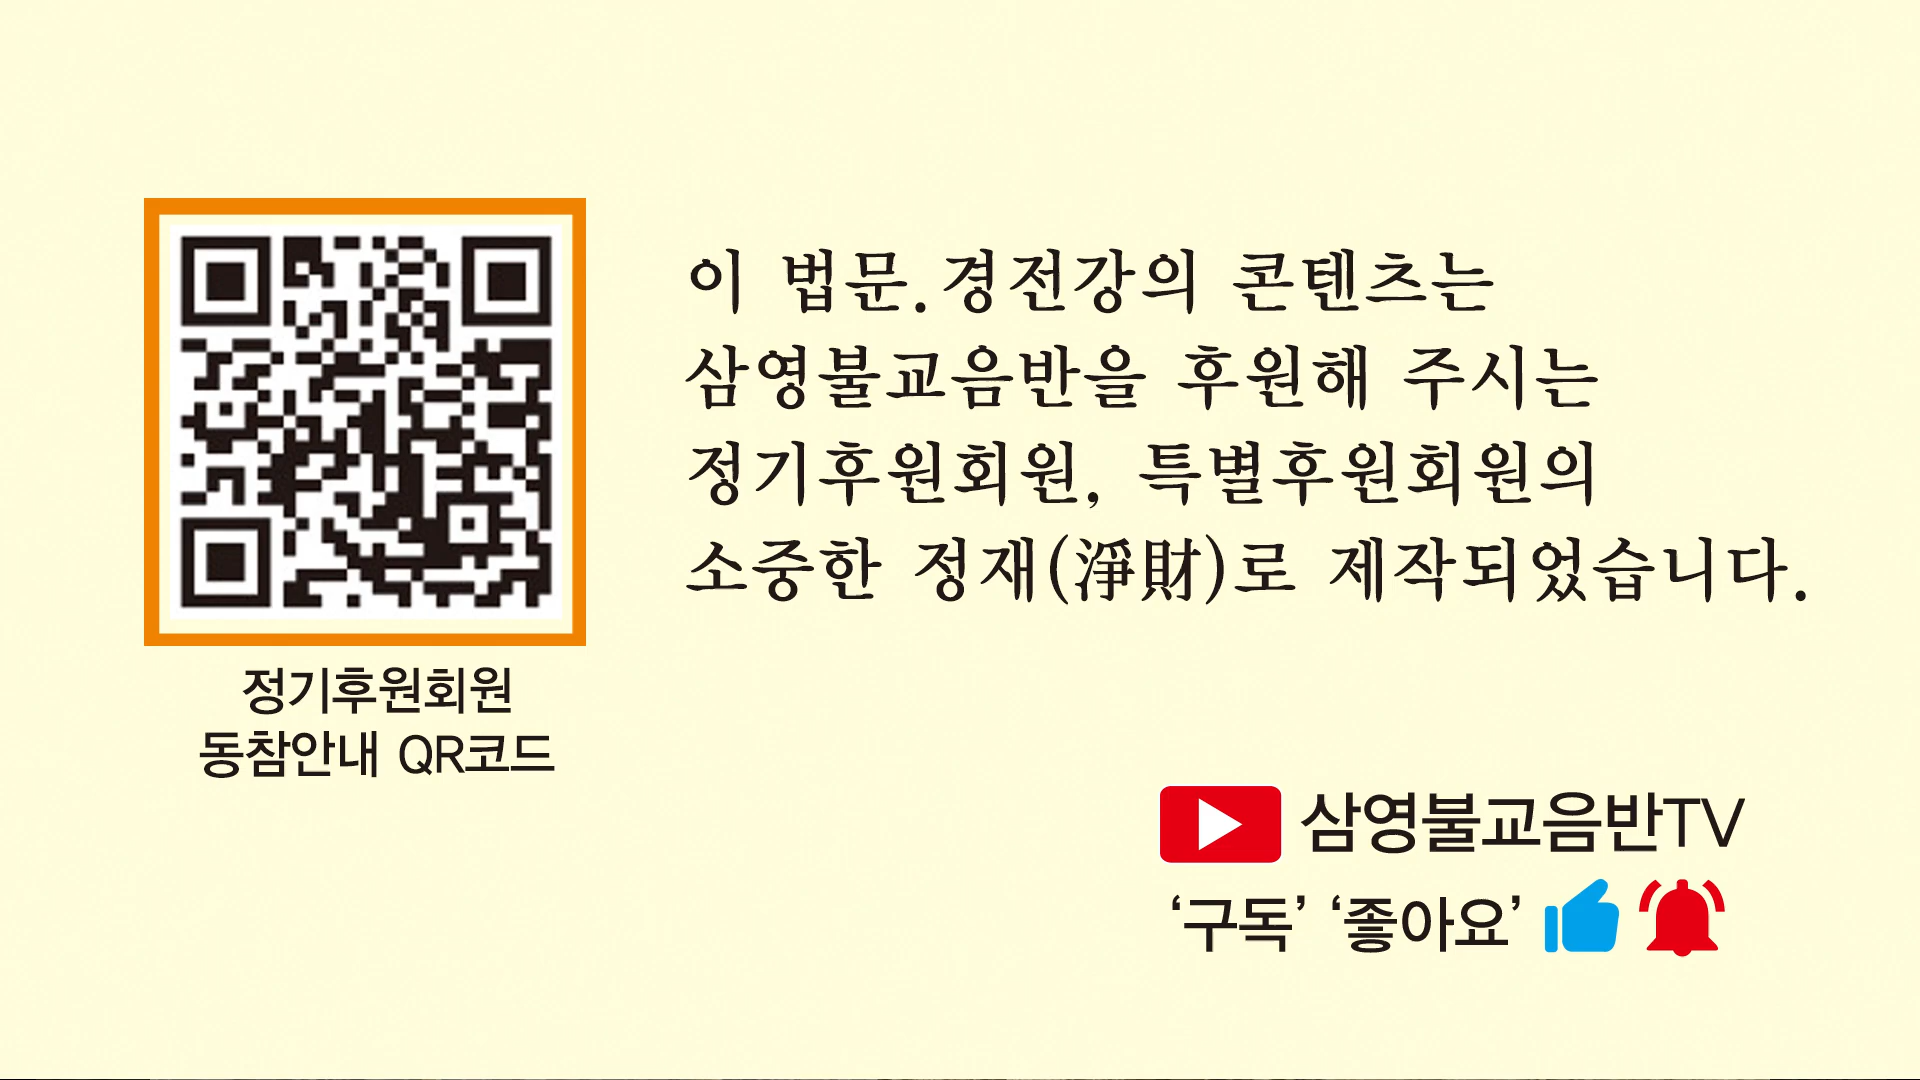 이 법문.경전강의 콘텐츠는
삼영불교음반을 후원해 주시는
정기후원회원, 특별후원회원의
소중한 정재(淨財)로 제작되었습니다.
정기후원회원
동참안내 QR코드
삼영불교음반TV
‘구독’ ‘좋아요’